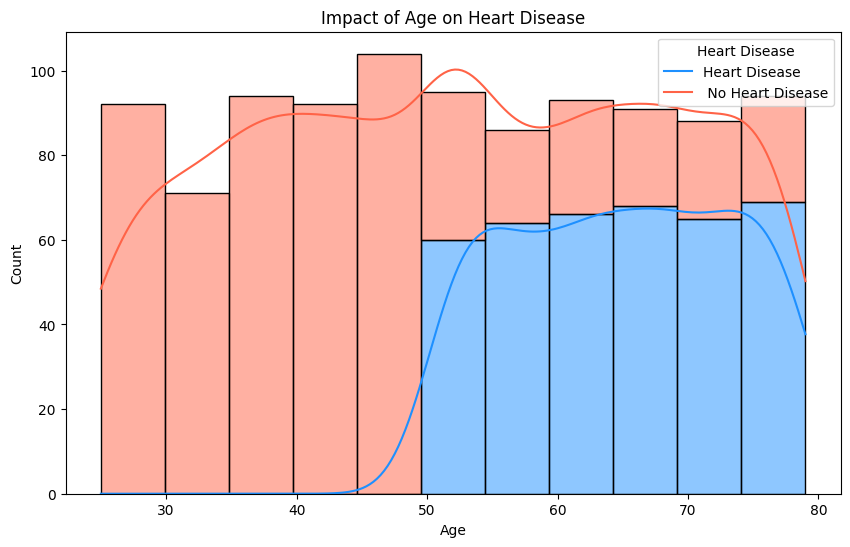 Impact of Age on Heart Disease
Heart Disease
Heart Disease
No Heart Disease
100
80
60
40
20
0
Count
30 40 50 60 70 80
Age